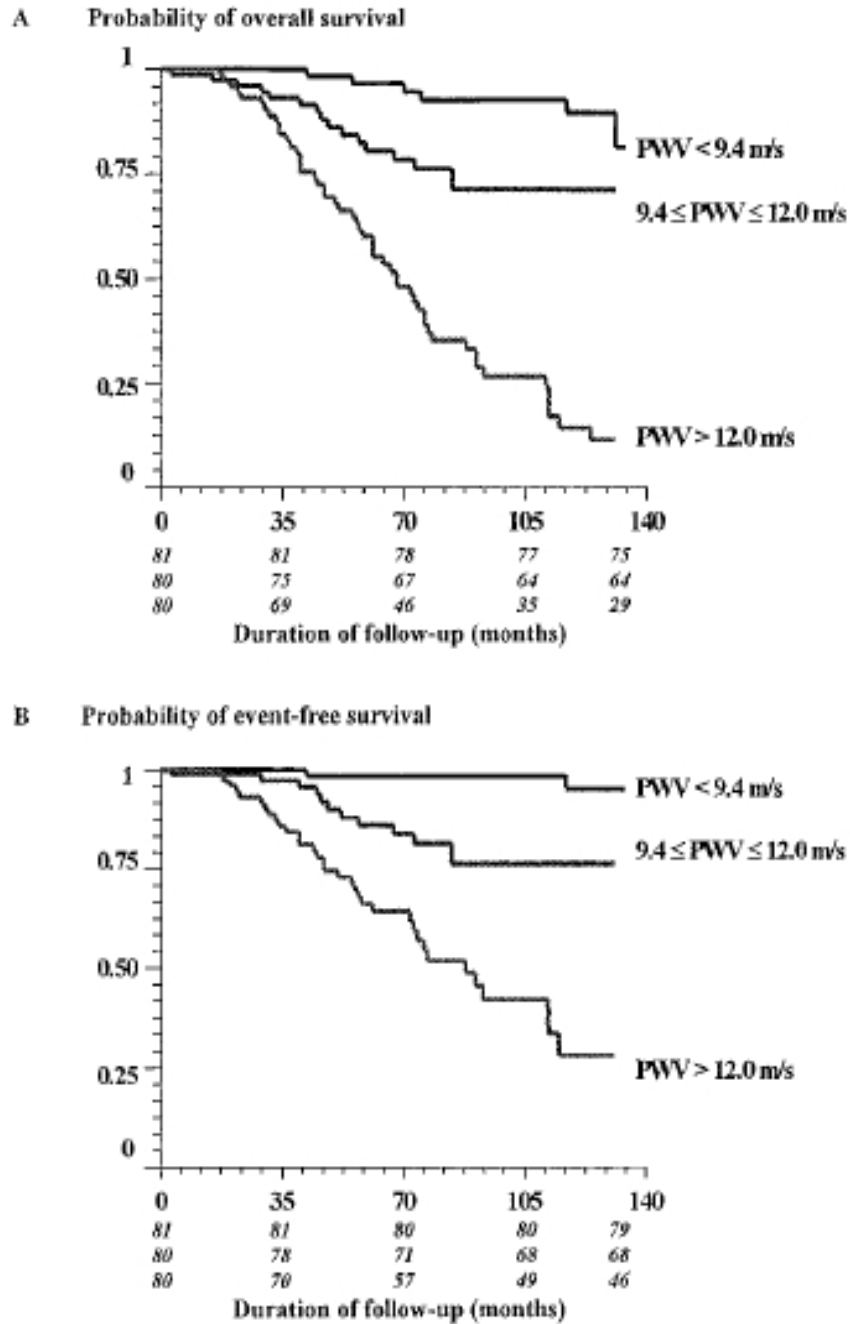 A Probability of overall survival
1
0.75
0.50
0.25
0
PWV < 9.4 m/s
9.4 ≤ PWV ≤ 12.0 m/s
PWV > 12.0 m/s
0 35 70 105 140
81 81 78 77 75
80 75 67 64 64
80 69 46 35 29
Duration of follow-up (months)
B Probability of event-free survival
1
0.75
0.50
0.25
0
PWV < 9.4 m/s
9.4 ≤ PWV ≤ 12.0 m/s
PWV > 12.0 m/s
0 35 70 105 140
81 81 80 80 79
80 78 71 68 68
80 70 57 49 46
Duration of follow-up (months)